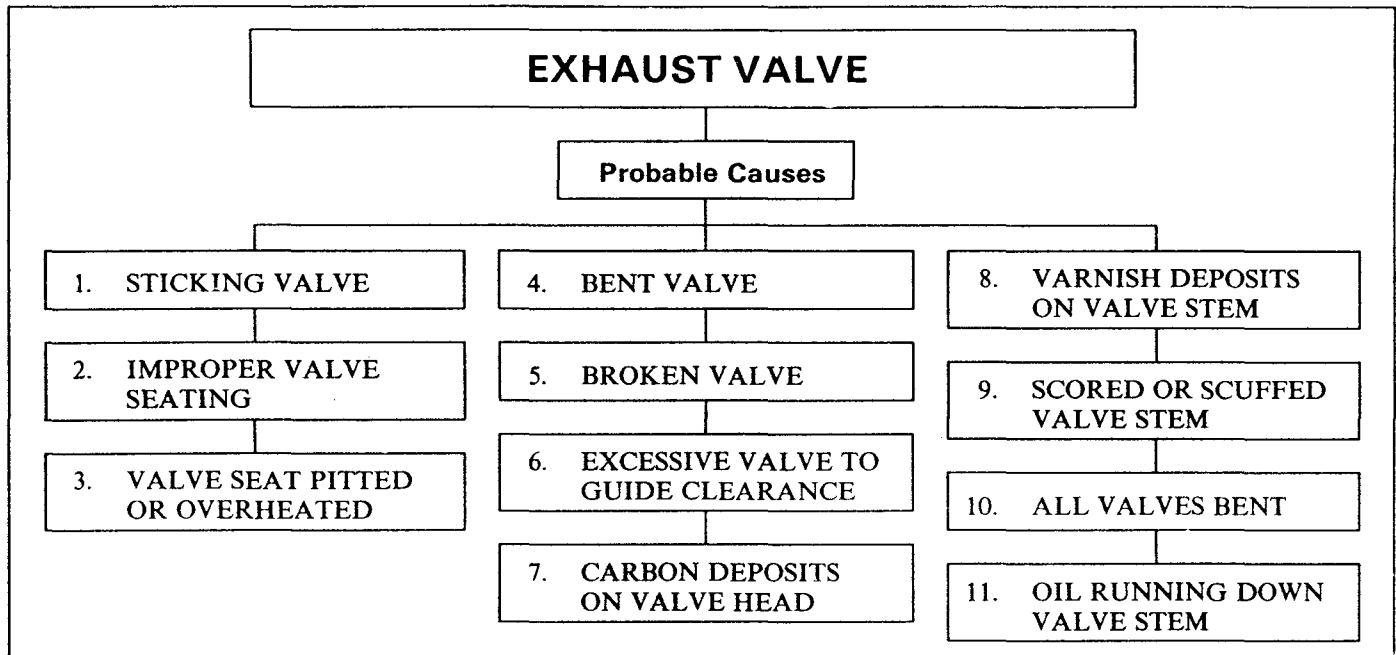 EXHAUST VALVE
Probable Causes
1. STICKING VALVE
2. IMPROPER VALVE
SEATING
3. VALVE SEAT PITTED
OR OVERHEATED
4. BENT VALVE
5. BROKEN VALVE
6. EXCESSIVE VALVE TO
GUIDE CLEARANCE
7. CARBON DEPOSITS
ON VALVE HEAD
8. VARNISH DEPOSITS
ON VALVE STEM
9. SCORED OR SCUFFED
VALVE STEM
10. ALL VALVES BENT
11. OIL RUNNING DOWN
VALVE STEM